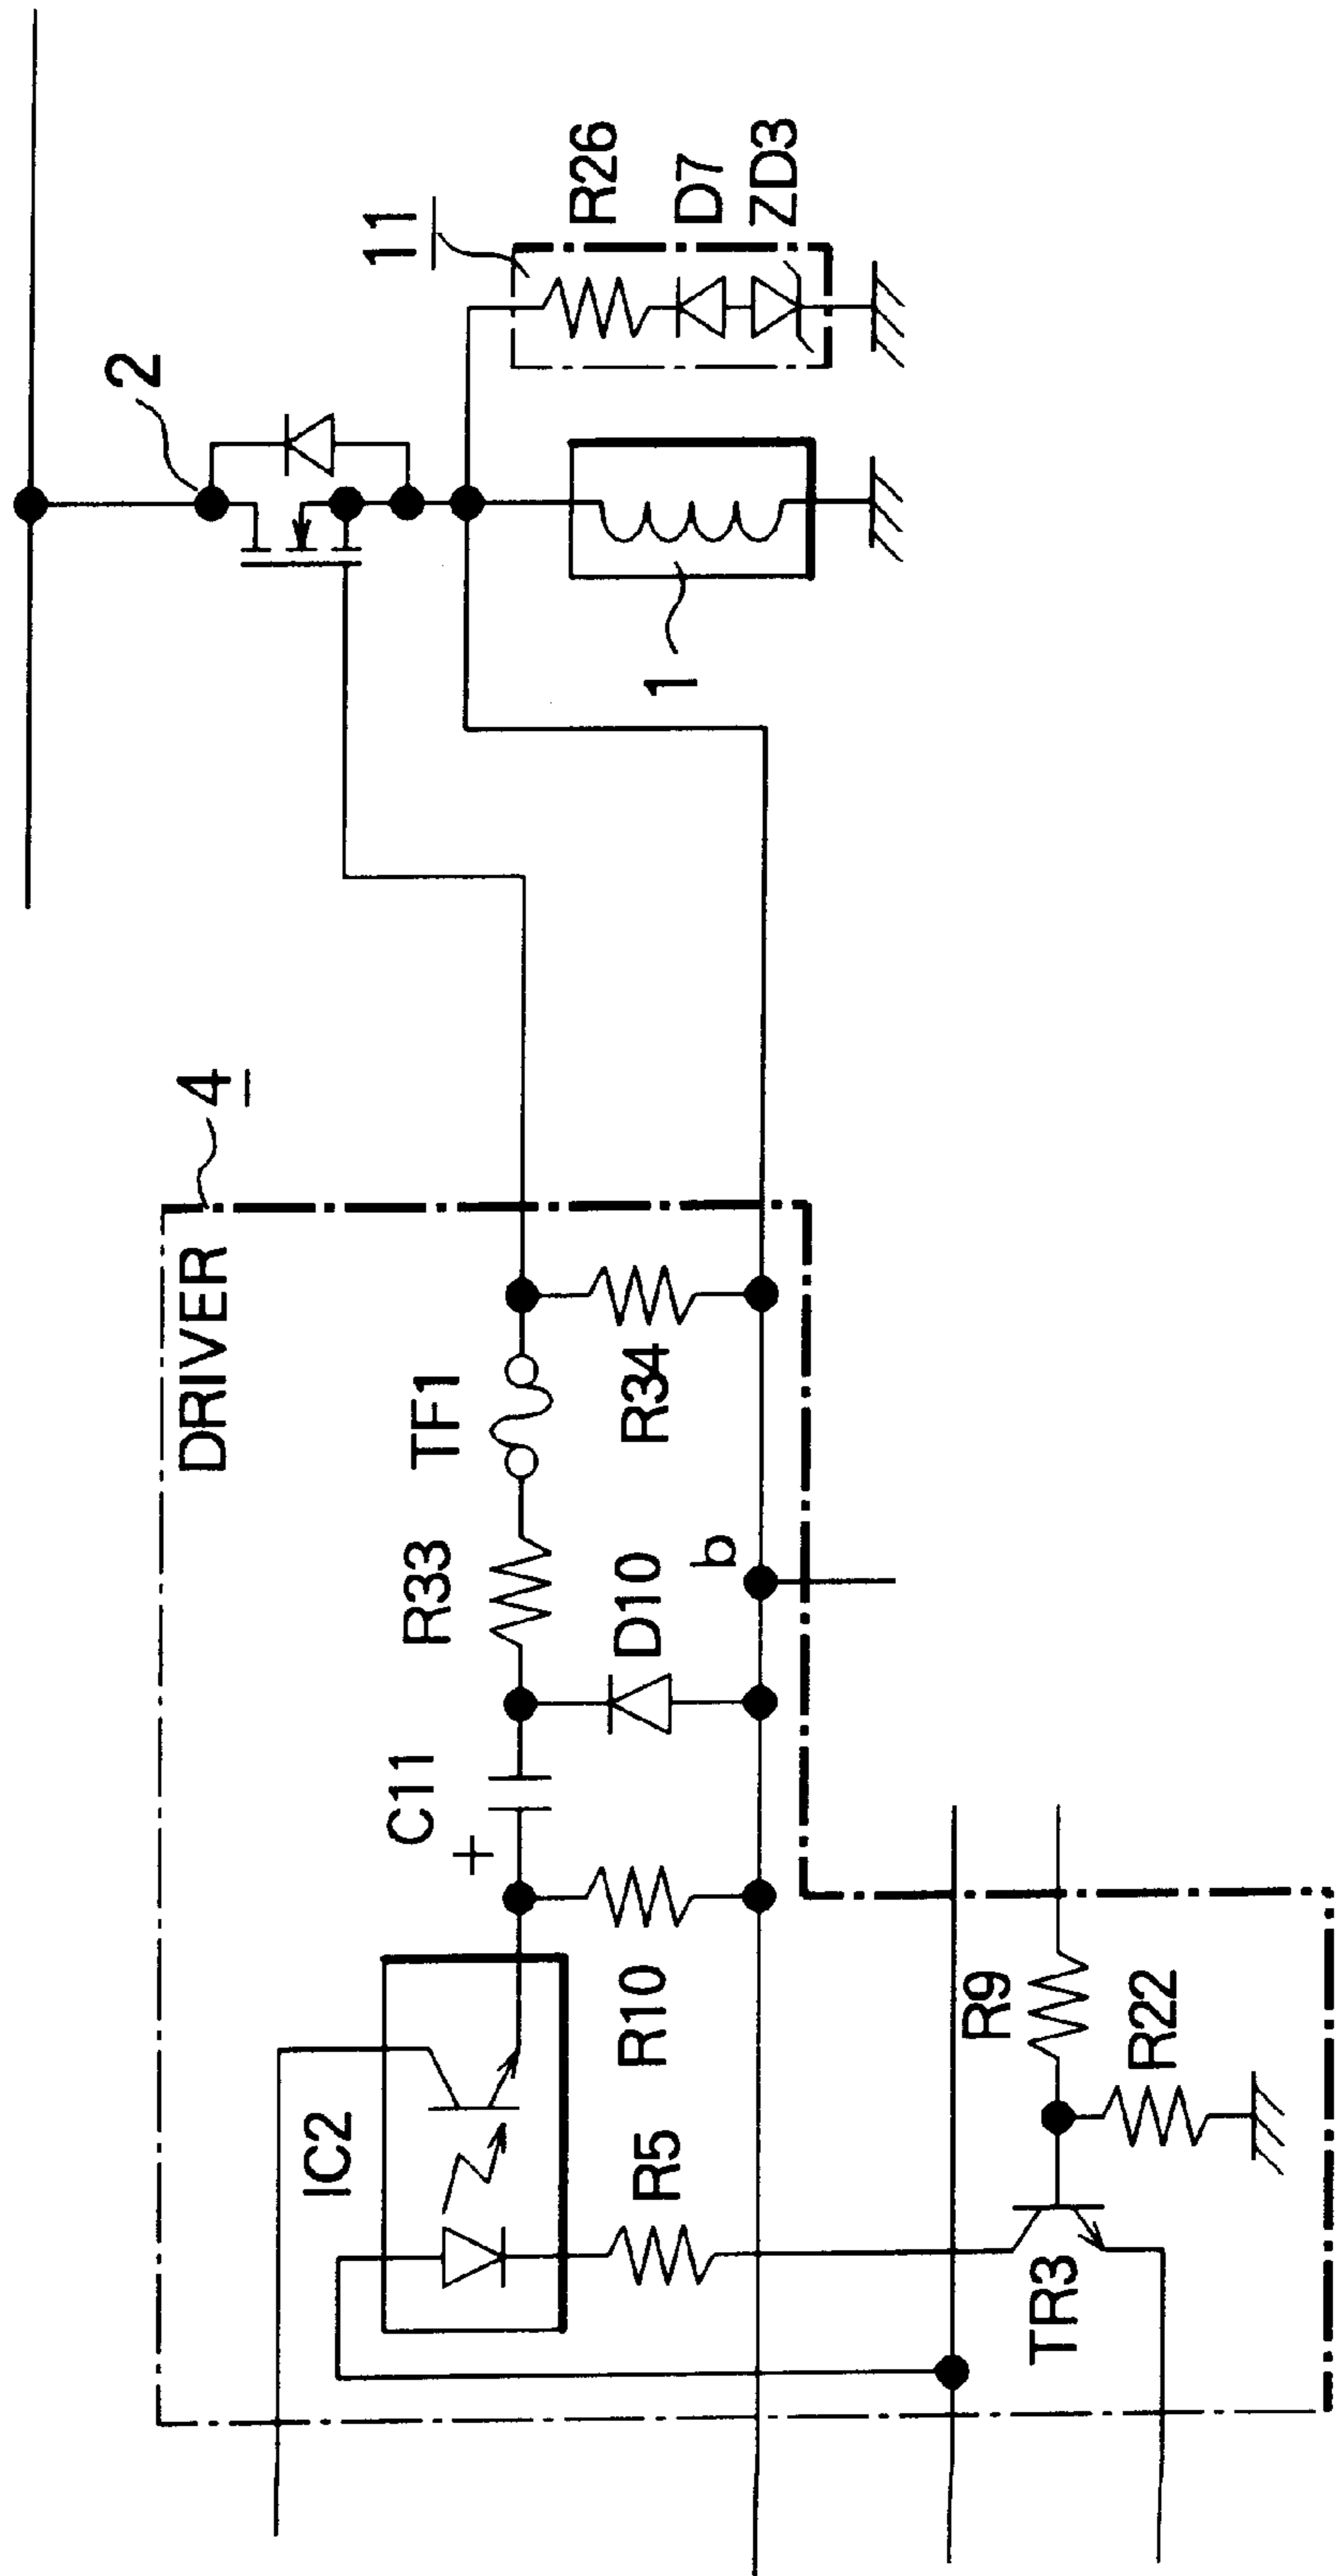 DRIVER
4
2
11
R26
D7
ZD3
1
IC2
C11
+
R33
TF1
R10
D10
b
R34
R5
R9
R22
TR3